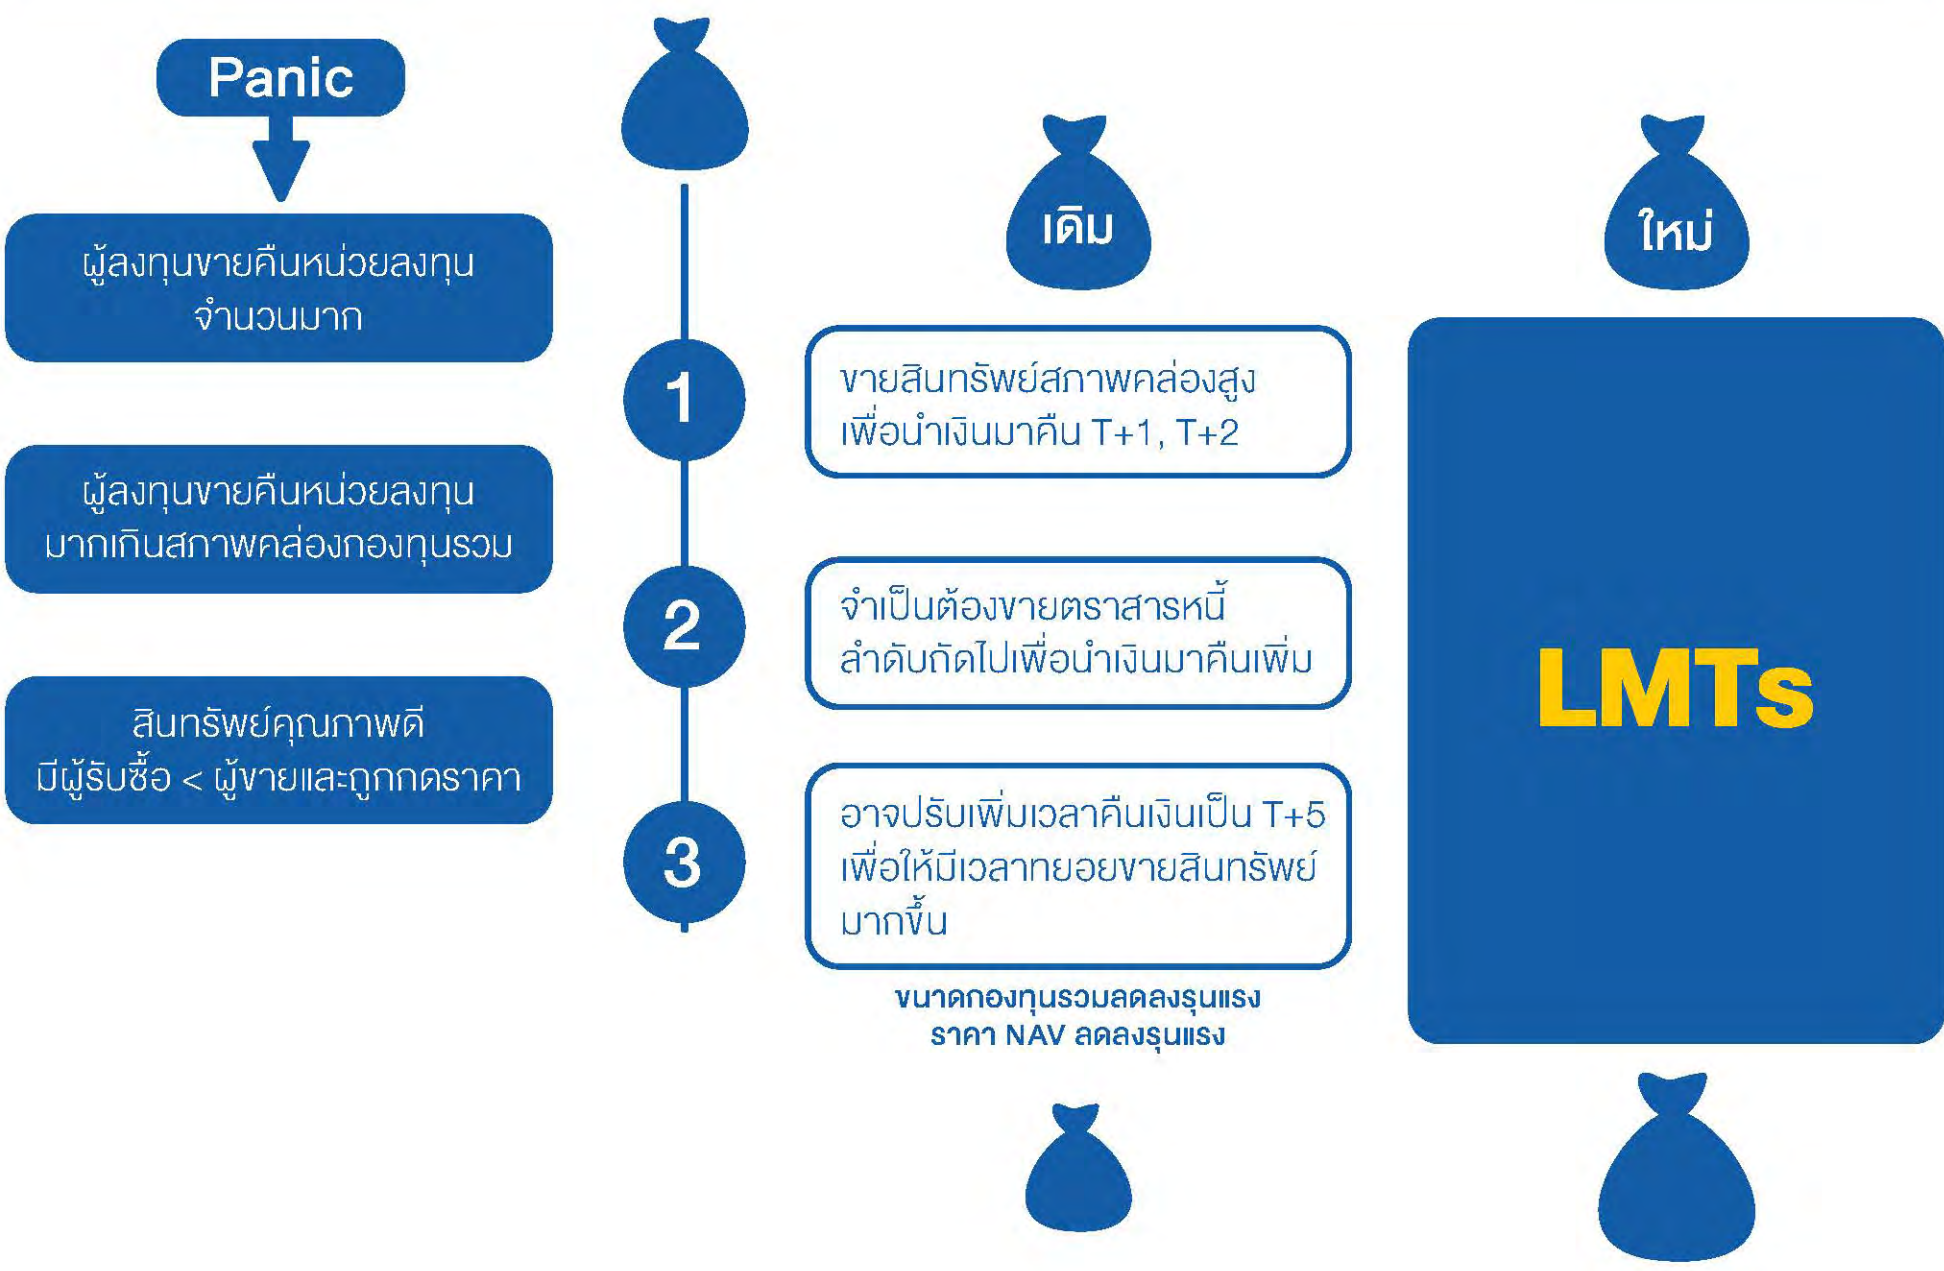 Panic
ผู้ลงทุนขายคืนหน่วยลงทุน
จำนวนมาก
ผู้ลงทุนขายคืนหน่วยลงทุน
มากเกินสภาพคล่องกองทุนรวม
สินทรัพย์คุณภาพดี
มีผู้รับซื้อ < ผู้ขายและถูกกดราคา
1
2
3
เดิม
ขายสินทรัพย์สภาพคล่องสูง
เพื่อนำเงินมาคืน T+1, T+2
จำเป็นต้องขายตราสารหนี้
ลำดับถัดไปเพื่อนำเงินมาคืนเพิ่ม
อาจปรับเพิ่มเวลาคืนเงินเป็น T+5
เพื่อให้มีเวลาทยอยขายสินทรัพย์
มากขึ้น
ขนาดกองทุนรวมลดลงรุนแรง
ราคา NAV ลดลงรุนแรง
ใหม่
LMTs